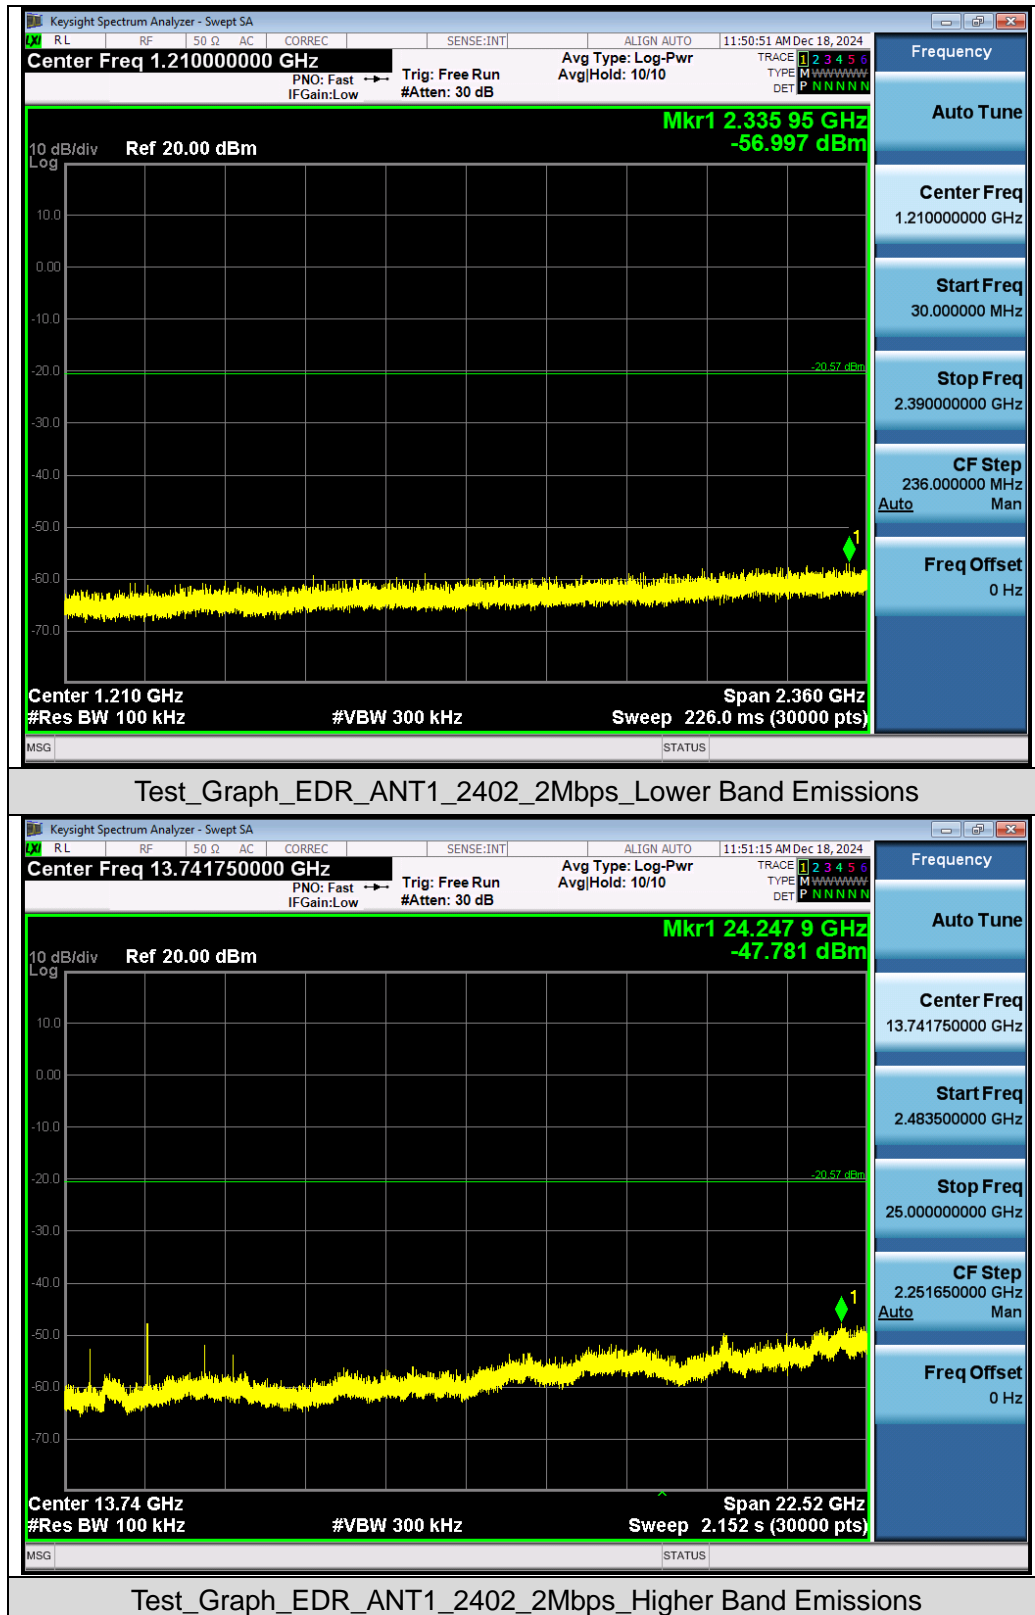 Keysight Spectrum Analyzer - Swept SA
LXI RL RF 50 Ω AC CORREC SENSE:INT ALIGN AUTO 11:50:51 AM Dec 18, 2024
Center Freq 1.210000000 GHz
PNO: Fast
IFGain:Low
Trig: Free Run
#Atten: 30 dB
Avg Type: Log-Pwr
Avg|Hold: 10/10
TRACE 1 2 3 4 5 6
TYPE M WWWWW
DET P N N N N N
Mkr1 2.335 95 GHz
-56.997 dBm
10 dB/div Ref 20.00 dBm
Log
10.0
0.00
-10.0
-20.0
-20.57 dBm
-30.0
-40.0
-50.0
1
-60.0
-70.0
Center 1.210 GHz Span 2.360 GHz
#Res BW 100 kHz #VBW 300 kHz Sweep 226.0 ms (30000 pts)
MSG STATUS
Frequency
Auto Tune
Center Freq
1.210000000 GHz
Start Freq
30.000000 MHz
Stop Freq
2.390000000 GHz
CF Step
236.000000 MHz
Auto Man
Freq Offset
0 Hz
Test_Graph_EDR_ANT1_2402_2Mbps_Lower Band Emissions
Keysight Spectrum Analyzer - Swept SA
LXI RL RF 50 Ω AC CORREC SENSE:INT ALIGN AUTO 11:51:15 AM Dec 18, 2024
Center Freq 13.741750000 GHz
PNO: Fast
IFGain:Low
Trig: Free Run
#Atten: 30 dB
Avg Type: Log-Pwr
Avg|Hold: 10/10
TRACE 1 2 3 4 5 6
TYPE M WWWWW
DET P N N N N N
Mkr1 24.247 9 GHz
-47.781 dBm
10 dB/div Ref 20.00 dBm
Log
10.0
0.00
-10.0
-20.0
-20.57 dBm
-30.0
-40.0
1
-50.0
-60.0
-70.0
Center 13.74 GHz Span 22.52 GHz
#Res BW 100 kHz #VBW 300 kHz Sweep 2.152 s (30000 pts)
MSG STATUS
Frequency
Auto Tune
Center Freq
13.741750000 GHz
Start Freq
2.483500000 GHz
Stop Freq
25.000000000 GHz
CF Step
2.251650000 GHz
Auto Man
Freq Offset
0 Hz
Test_Graph_EDR_ANT1_2402_2Mbps_Higher Band Emissions